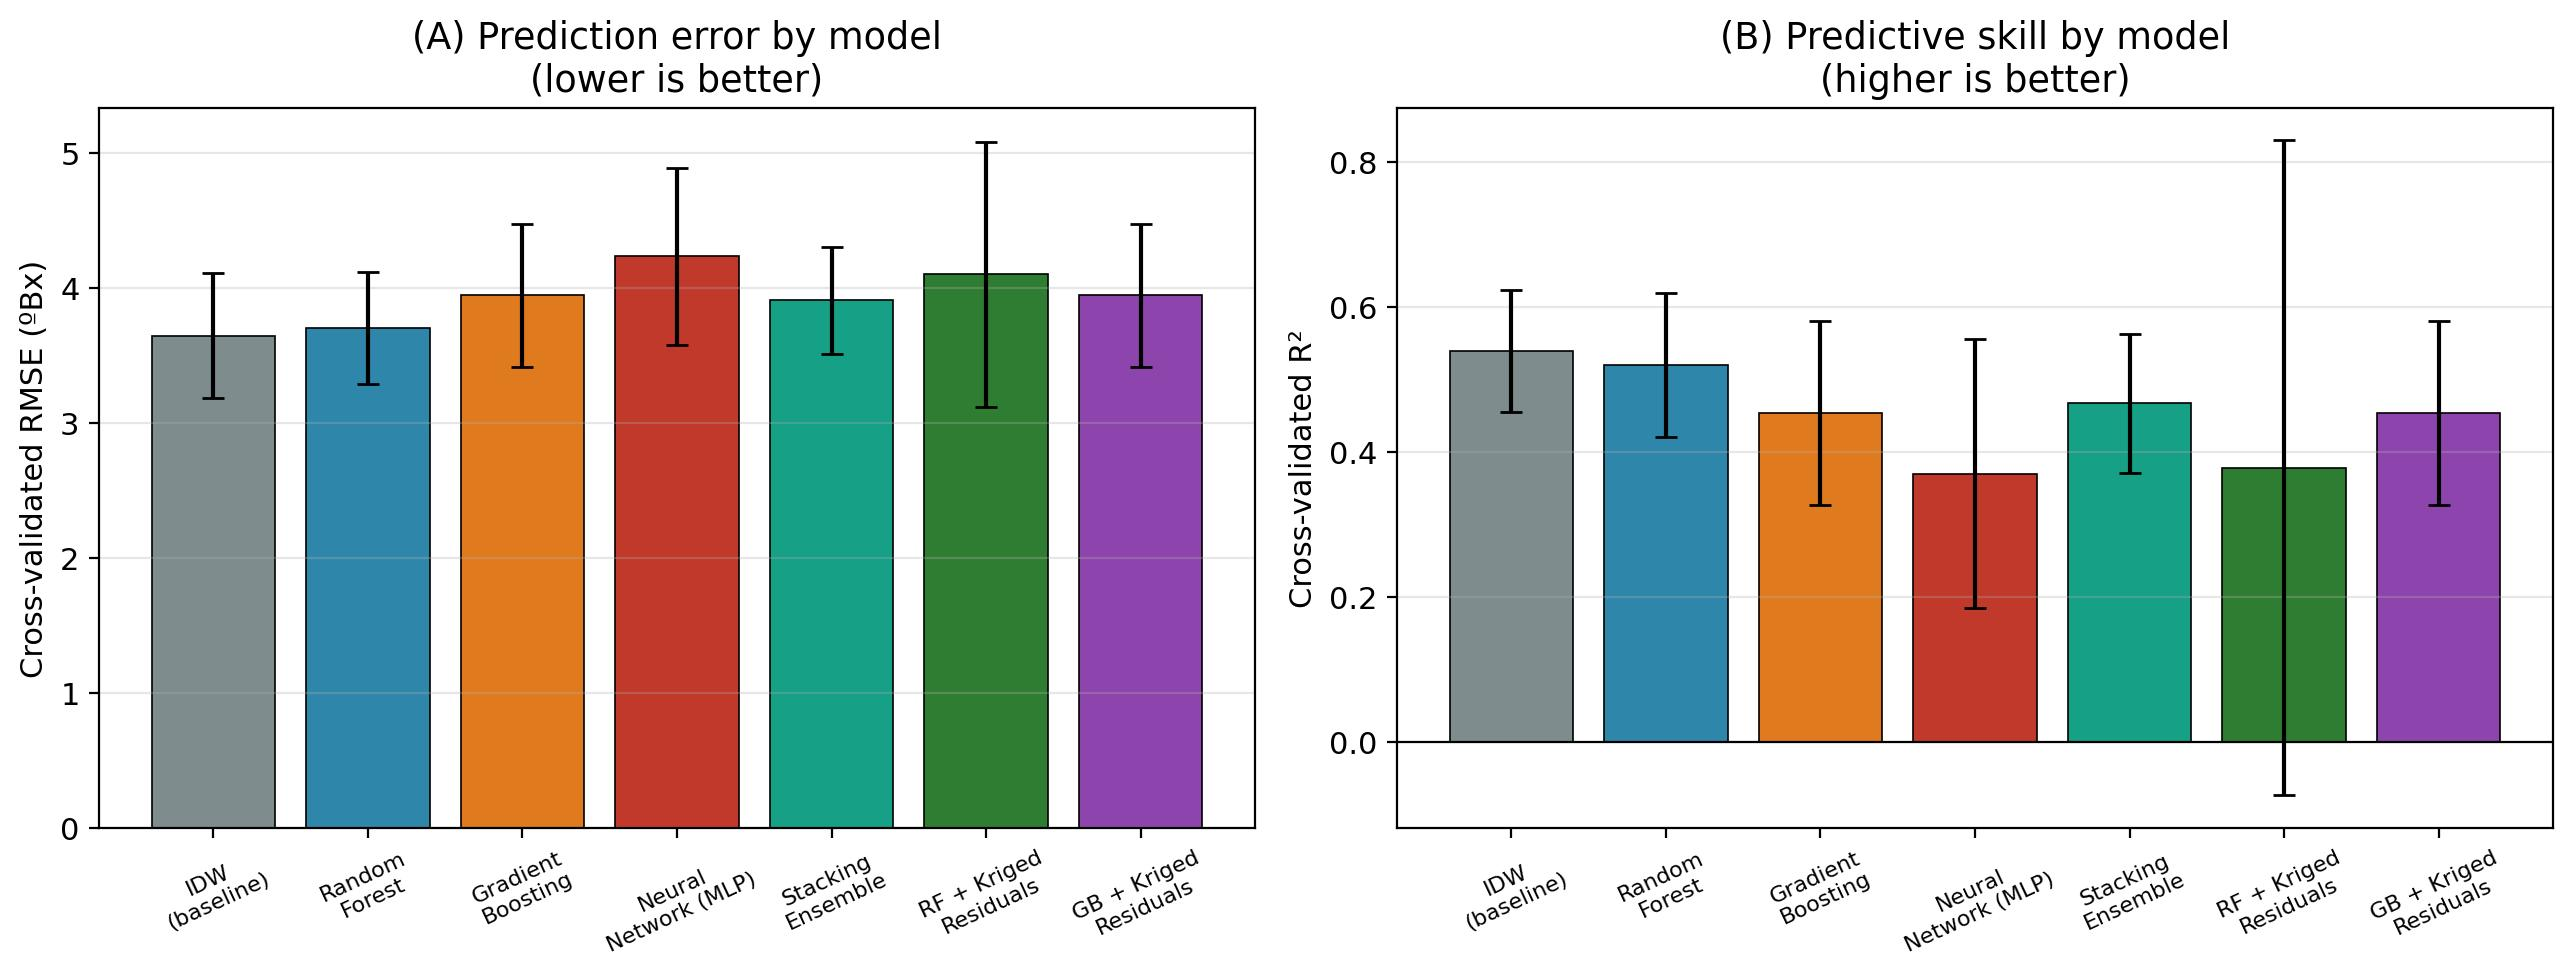 (A) Prediction error by model
(lower is better)
Cross-validated RMSE (ºBx)
5
4
3
2
1
0
IDW
(baseline)
Random
Forest
Gradient
Boosting
Neural
Network (MLP)
Stacking
Ensemble
RF + Kriged
Residuals
GB + Kriged
Residuals
(B) Predictive skill by model
(higher is better)
Cross-validated R²
0.8
0.6
0.4
0.2
0.0
IDW
(baseline)
Random
Forest
Gradient
Boosting
Neural
Network (MLP)
Stacking
Ensemble
RF + Kriged
Residuals
GB + Kriged
Residuals